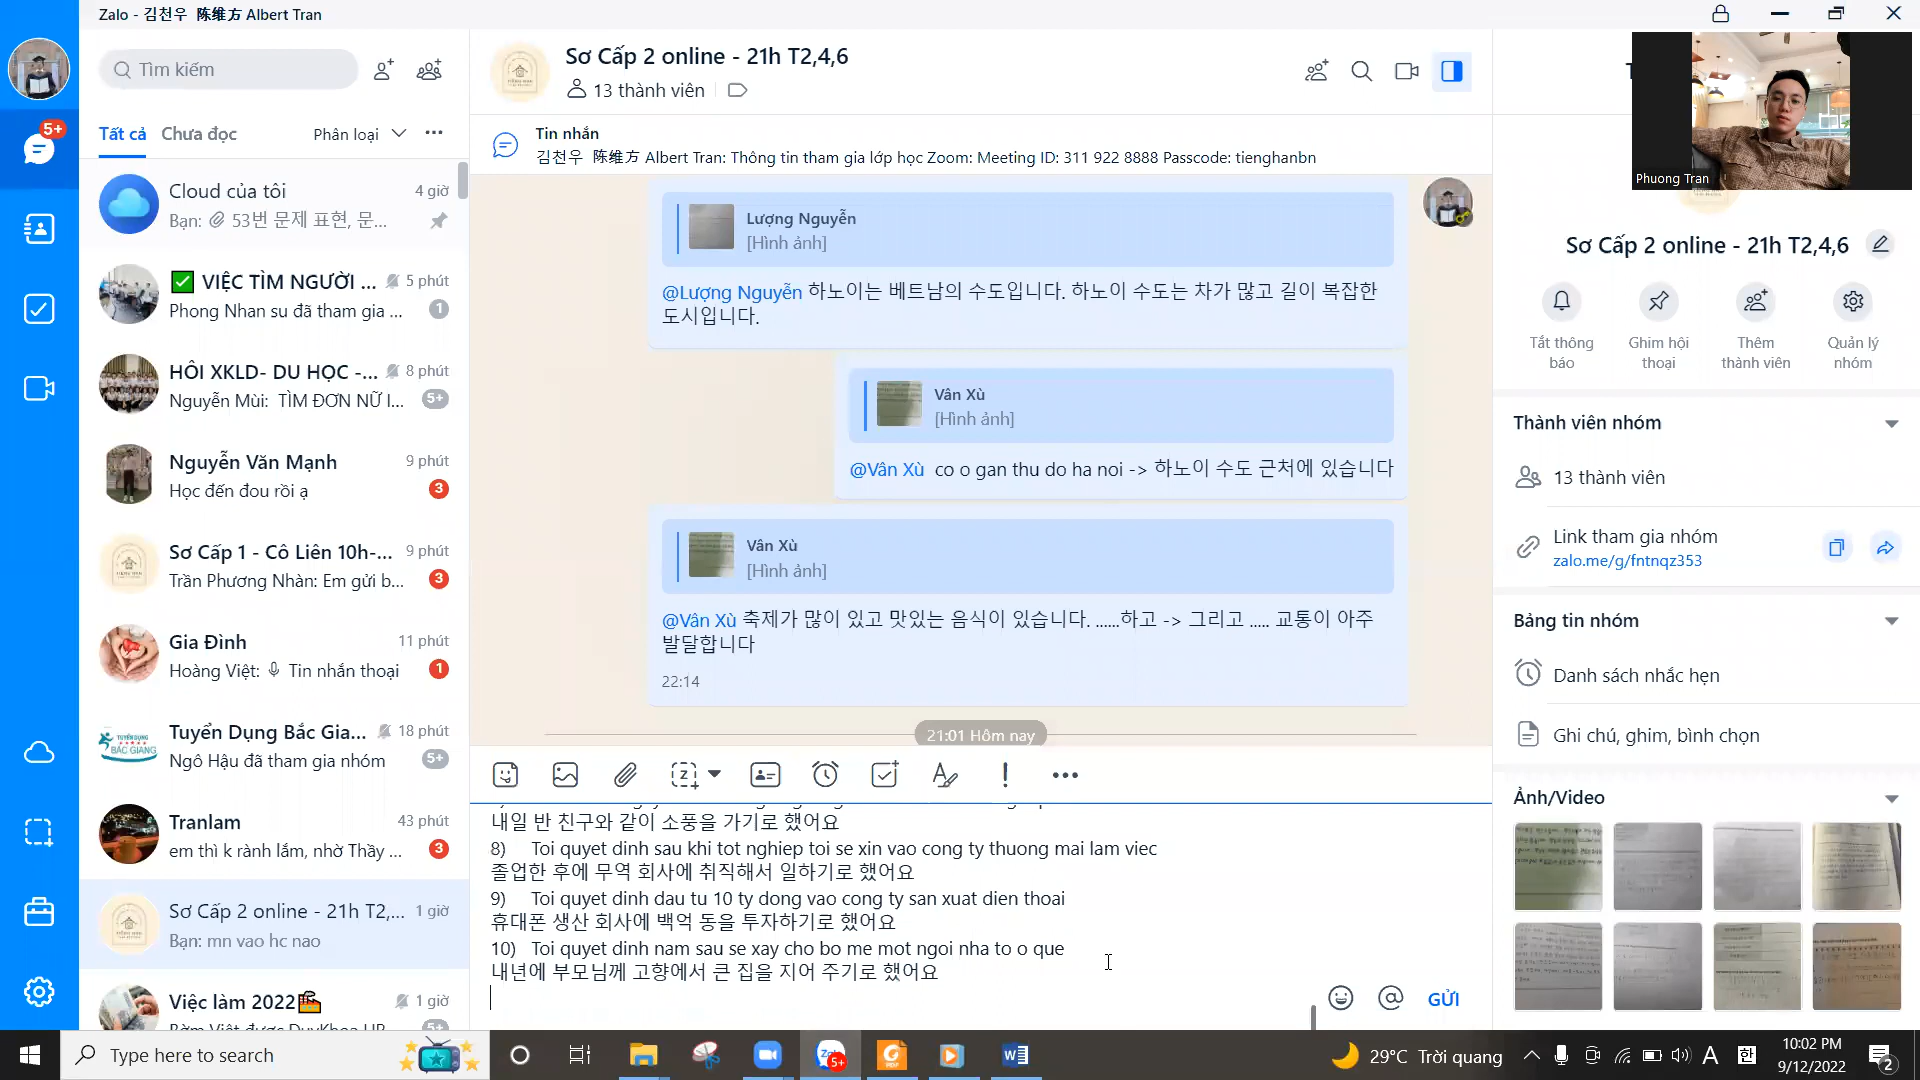 Zalo - 김천우 陈维方 Albert Tran
Tìm kiếm
Tất cả
Chưa đọc
Phân loại
5+
Cloud của tôi
4 giờ
Bạn: 53번 문제 표현, 문...
VIỆC TÌM NGƯỜI ...
5 phút
Phong Nhan su đã tham gia ...
1
HÔI XKLD- DU HỌC -...
8 phút
Nguyễn Mùi: TÌM ĐƠN NỮ I...
5+
Nguyễn Văn Mạnh
9 phút
Học đến đou rồi ạ
3
Sơ Cấp 1 - Cô Liên 10h-...
9 phút
Trần Phương Nhàn: Em gửi b...
3
Gia Đình
11 phút
Hoàng Việt: Tin nhắn thoại
1
TUYỂN DỤNG
BẮC GIANG
Tuyển Dụng Bắc Gia...
18 phút
Ngô Hậu đã tham gia nhóm
5+
Tranlam
43 phút
em thì k rành lắm, nhờ Thầy ...
3
Sơ Cấp 2 online - 21h T2,...
1 giờ
Bạn: mn vao hc nao
Việc làm 2022
1 giờ
5+
Sơ Cấp 2 online - 21h T2,4,6
13 thành viên
Tin nhắn
김천우 陈维方 Albert Tran: Thông tin tham gia lớp học Zoom: Meeting ID: 311 922 8888 Passcode: tienghanbn
Lượng Nguyễn
[Hình ảnh]
@Lượng Nguyễn 하노이는 베트남의 수도입니다. 하노이 수도는 차가 많고 길이 복잡한
도시입니다.
Vân Xù
[Hình ảnh]
@Vân Xù co o gan thu do ha noi -> 하노이 수도 근처에 있습니다
Vân Xù
[Hình ảnh]
@Vân Xù 축제가 많이 있고 맛있는 음식이 있습니다. ......하고 -> 그리고 ..... 교통이 아주
발달합니다
22:14
21:01 Hôm nay
내일 반 친구와 같이 소풍을 가기로 했어요
8) Toi quyet dinh sau khi tot nghiep toi se xin vao cong ty thuong mai lam viec
졸업한 후에 무역 회사에 취직해서 일하기로 했어요
9) Toi quyet dinh dau tu 10 ty dong vao cong ty san xuat dien thoai
휴대폰 생산 회사에 백억 동을 투자하기로 했어요
10) Toi quyet dinh nam sau se xay cho bo me mot ngoi nha to o que
내년에 부모님께 고향에서 큰 집을 지어 주기로 했어요
GỬI
Phuong Tran
Sơ Cấp 2 online - 21h T2,4,6
Tắt thông
báo
Ghim hội
thoại
Thêm
thành viên
Quản lý
nhóm
Thành viên nhóm
13 thành viên
Link tham gia nhóm
zalo.me/g/fntnqz353
Bảng tin nhóm
Danh sách nhắc hẹn
Ghi chú, ghim, bình chọn
Ảnh/Video
Type here to search
5+
29°C Trời quang
A
한
10:02 PM
9/12/2022
2